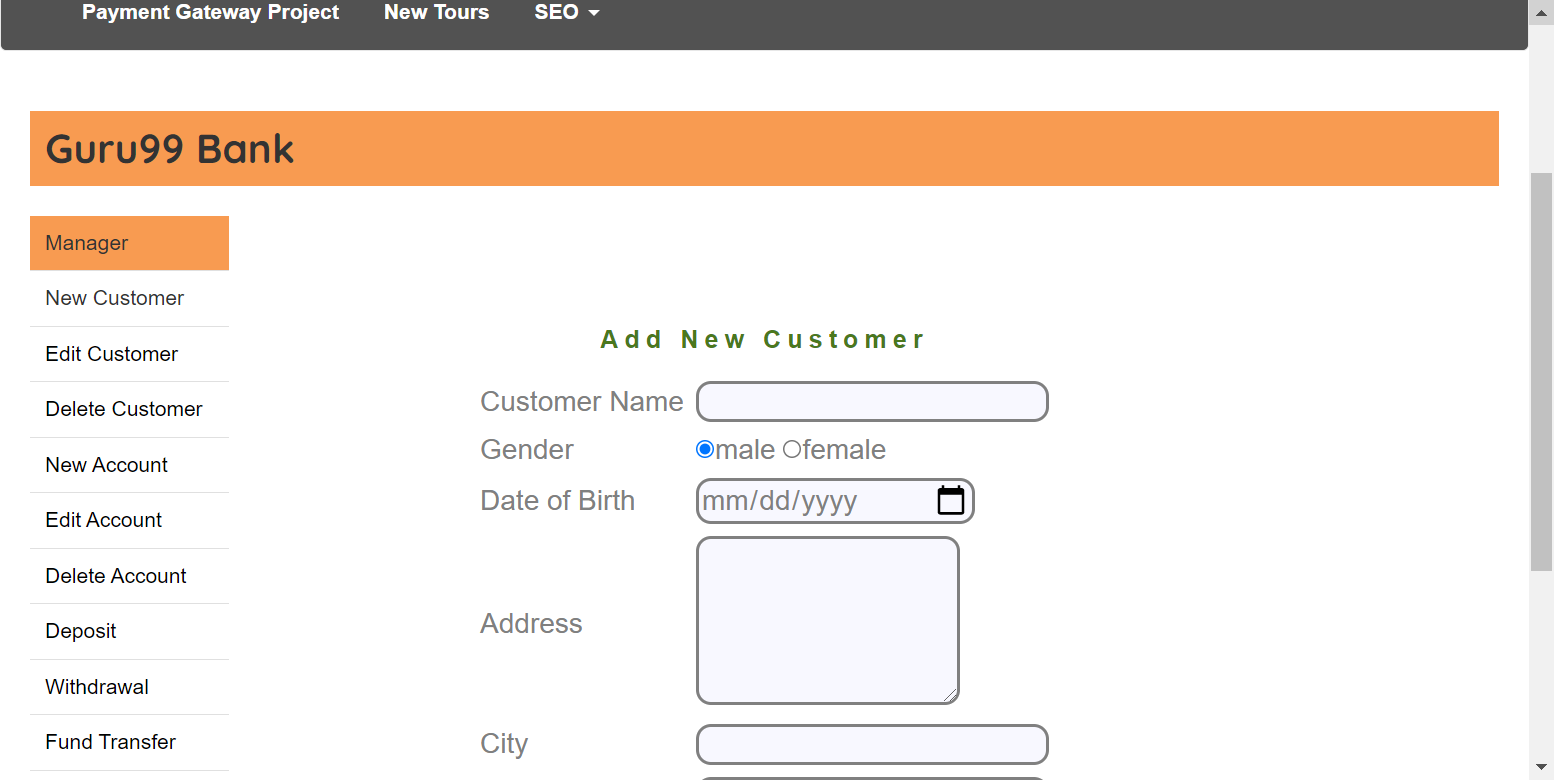 Payment Gateway Project New Tours SEO
Guru99 Bank
Manager
New Customer
Edit Customer
Delete Customer
New Account
Edit Account
Delete Account
Deposit
Withdrawal
Fund Transfer
Add New Customer
Customer Name
Gender male female
Date of Birth mm/dd/yyyy
Address
City